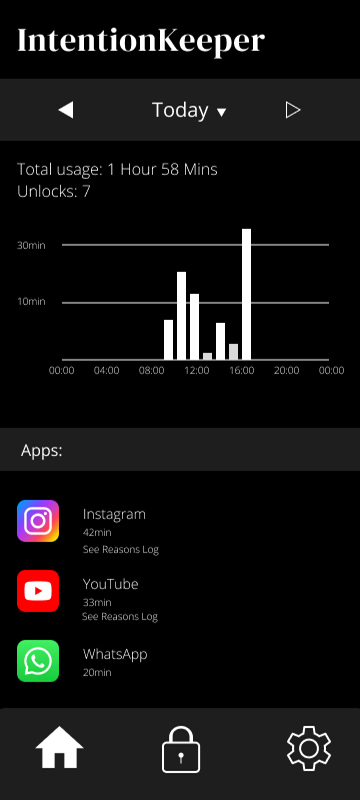 IntentionKeeper
Today
Total usage: 1 Hour 58 Mins
Unlocks: 7
30min
10min
00:00 04:00 08:00 12:00 16:00 20:00 00:00
Apps:
Instagram
42min
See Reasons Log
YouTube
33min
See Reasons Log
WhatsApp
20min